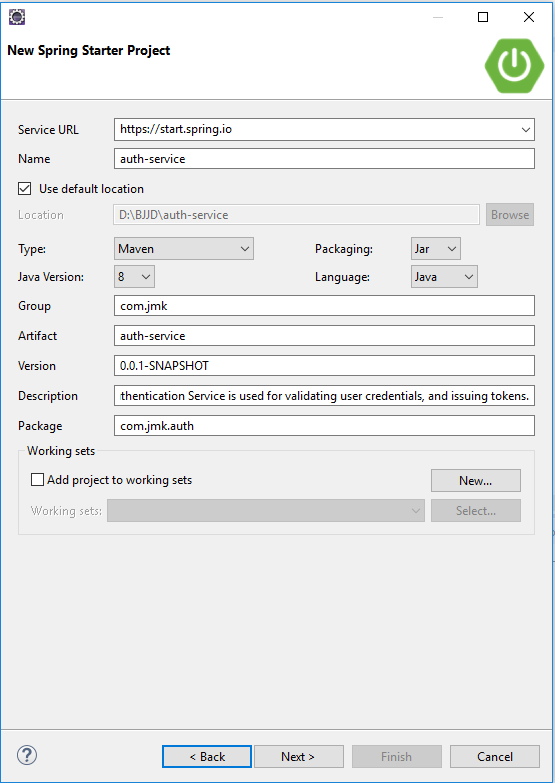 New Spring Starter Project
Service URL https://start.spring.io
Name auth-service
Use default location
Location D:\BJJD\auth-service Browse
Type: Maven Packaging: Jar
Java Version: 8 Language: Java
Group com.jmk
Artifact auth-service
Version 0.0.1-SNAPSHOT
Description thentication Service is used for validating user credentials, and issuing tokens.
Package com.jmk.auth
Working sets
Add project to working sets New...
Working sets: Select...
? < Back Next > Finish Cancel